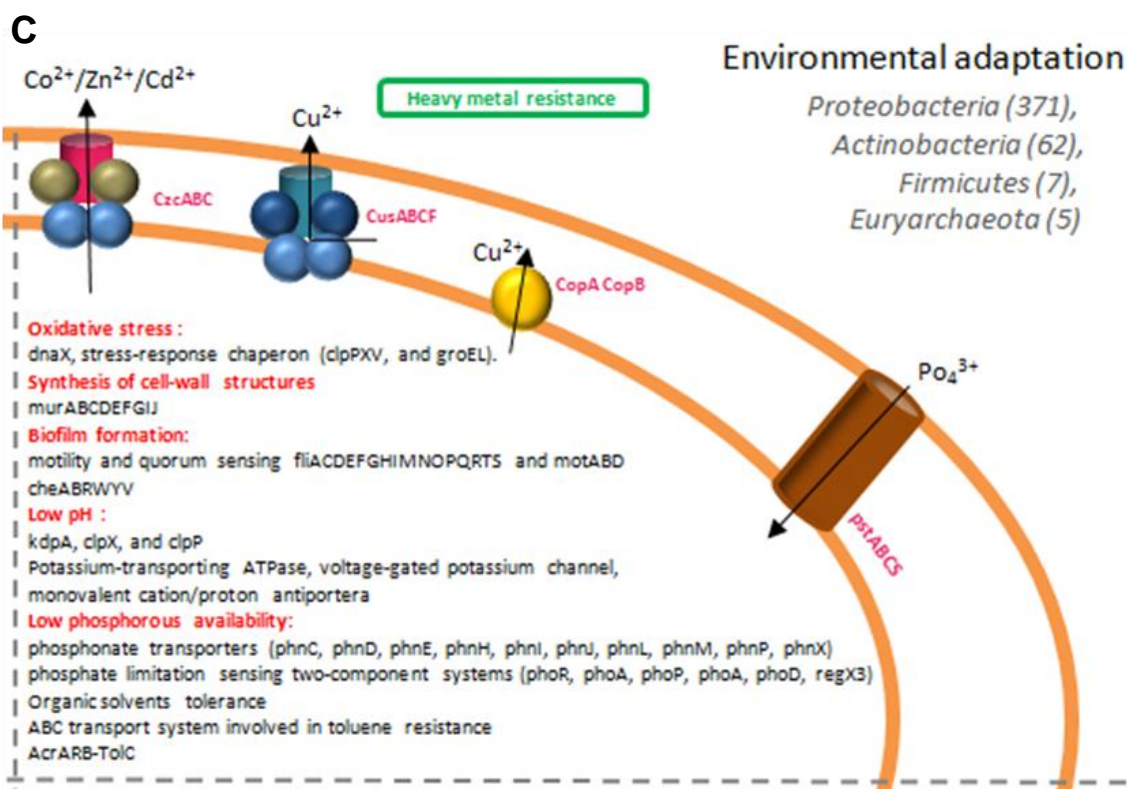 C
Environmental adaptation
Proteobacteria (371),
Actinobacteria (62),
Firmicutes (7),
Euryarchaeota (5)
Co2+/Zn2+/Cd2+
Heavy metal resistance
Cu2+
CzcABC
CusABCF
Cu2+
CopA CopB
Po43+
pstABCS
Oxidative stress :
dnaX, stress-response chaperon (clpPXV, and groEL).
Synthesis of cell-wall structures
murABCDEFGIJ
Biofilm formation:
motility and quorum sensing fliACDEFGHIMNOPQRTS and motABD
cheABRWYV
Low pH :
kdpA, clpX, and clpP
Potassium-transporting ATPase, voltage-gated potassium channel,
monovalent cation/proton antiportera
Low phosphorous availability:
phosphonate transporters (phnC, phnD, phnE, phnH, phnI, phnJ, phnL, phnM, phnP, phnX)
phosphate limitation sensing two-component systems (phoR, phoA, phoP, phoA, phoD, regX3)
Organic solvents tolerance
ABC transport system involved in toluene resistance
AcrARB-TolC